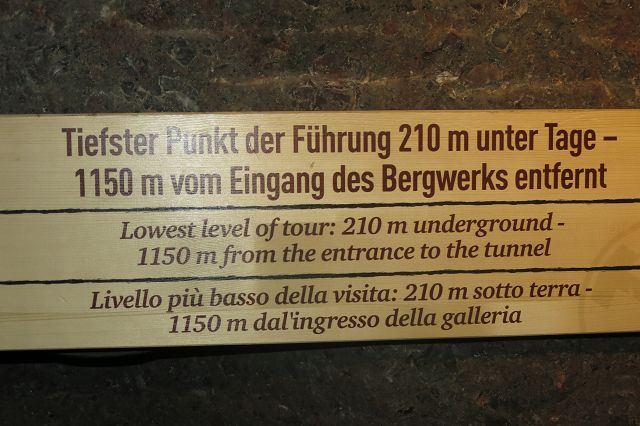 Tiefster Punkt der Führung 210 m unter Tage –
1150 m vom Eingang des Bergwerks entfernt
Lowest level of tour: 210 m underground -
1150 m from the entrance to the tunnel
Livello più basso della visita: 210 m sotto terra -
1150 m dal'ingresso della galleria